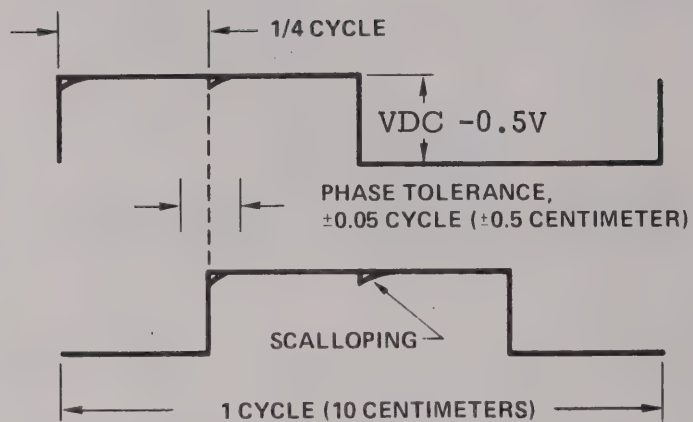 1/4 CYCLE
VDC -0.5V
PHASE TOLERANCE,
±0.05 CYCLE (±0.5 CENTIMETER)
SCALLOPING
1 CYCLE (10 CENTIMETERS)